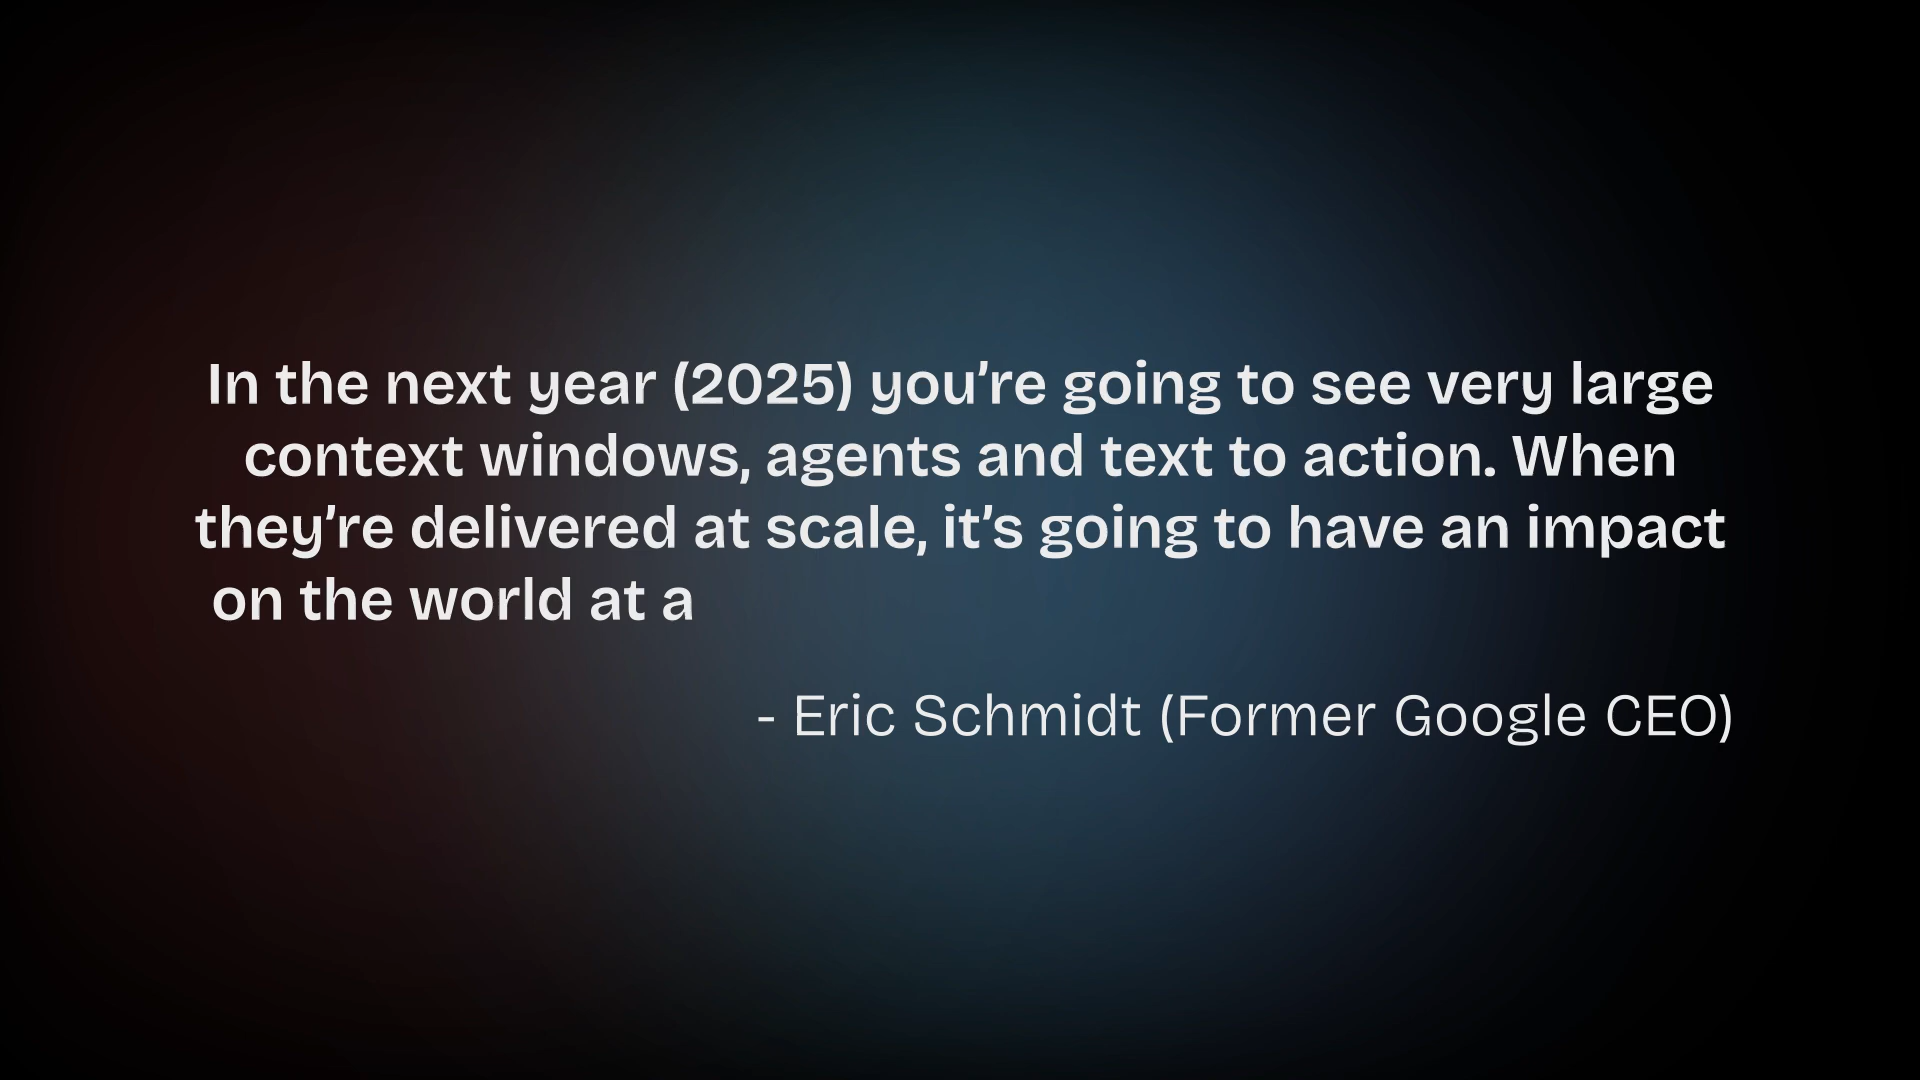 In the next year (2025) you’re going to see very large
context windows, agents and text to action. When
they’re delivered at scale, it’s going to have an impact
on the world at a
- Eric Schmidt (Former Google CEO)